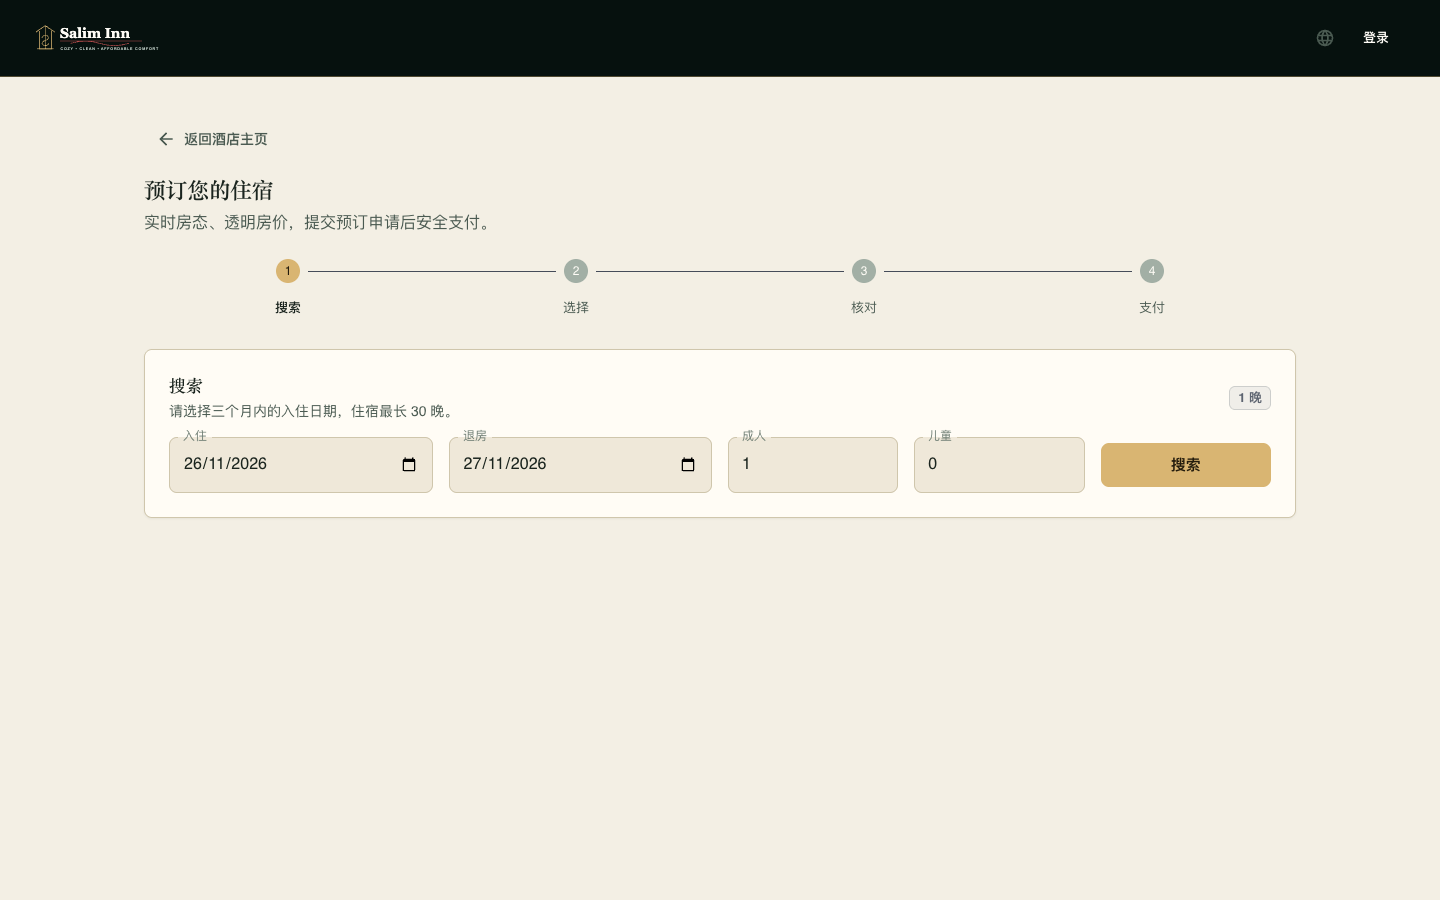 Salim Inn
COZY • CLEAN • AFFORDABLE COMFORT
登录
返回酒店主页
预订您的住宿
实时房态、透明房价，提交预订申请后安全支付。
1
2
3
4
搜索
选择
核对
支付
搜索
请选择三个月内的入住日期，住宿最长 30 晚。
1 晚
入住
退房
成人
儿童
26/11/2026
27/11/2026
1
0
搜索